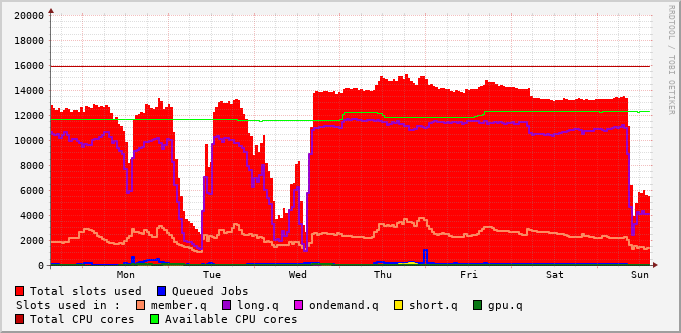 RRDTOOL / TOBI OETIKER
20000
18000
16000
14000
12000
10000
8000
6000
4000
2000
0
Mon Tue Wed Thu Fri Sat Sun
Total slots used Queued Jobs
Slots used in : member.q long.q ondemand.q short.q gpu.q
Total CPU cores Available CPU cores